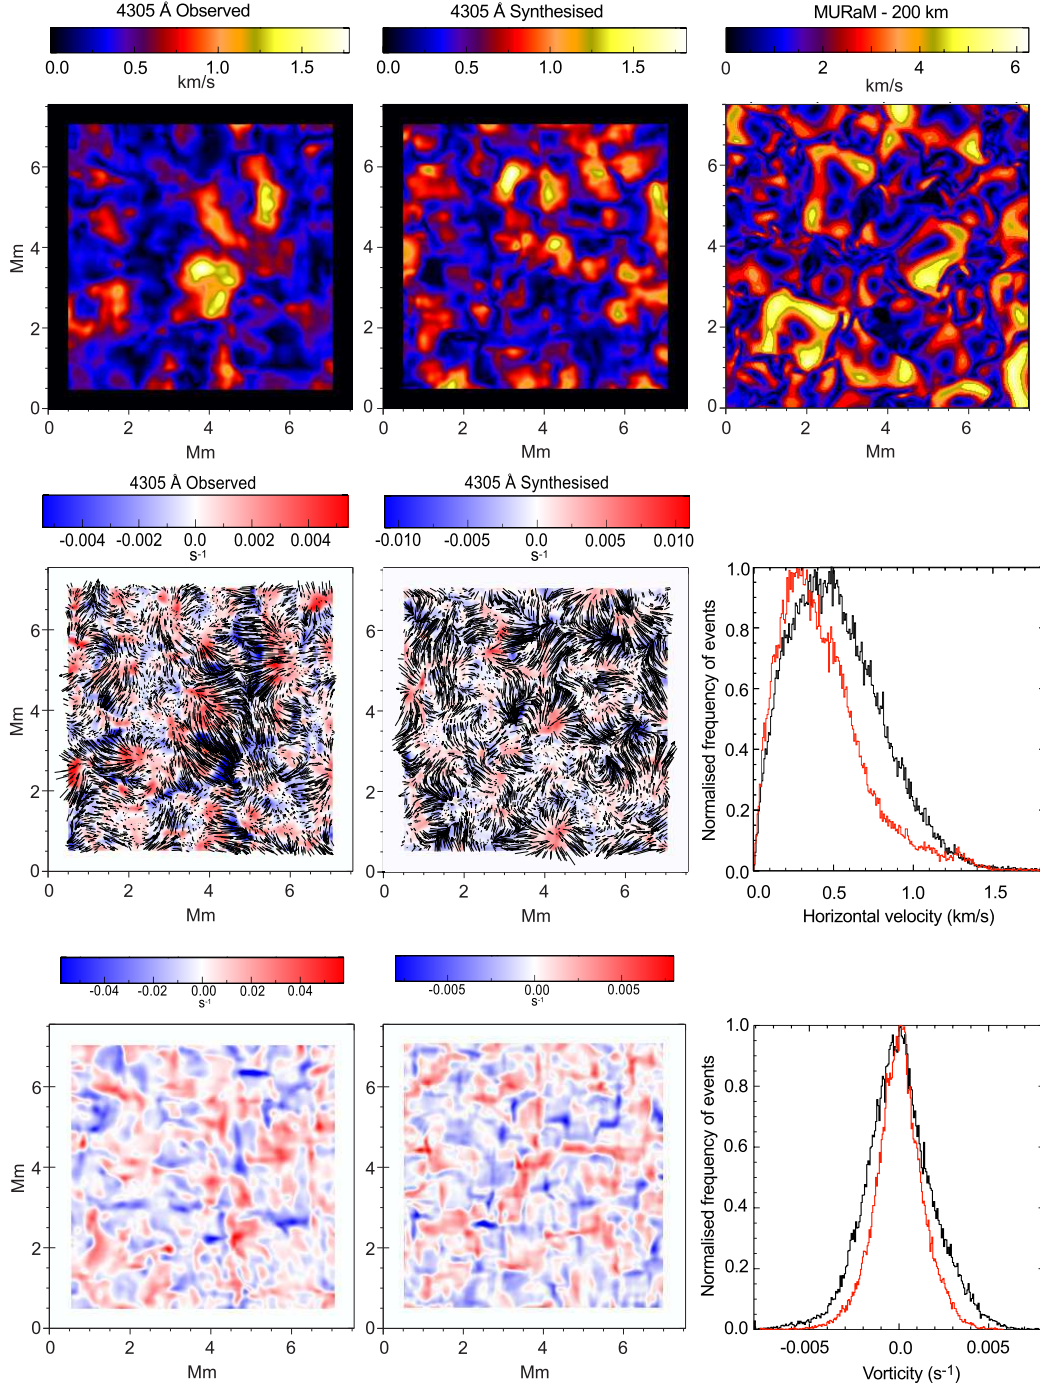 4305 Å Observed
4305 Å Synthesised
MURaM - 200 km
0.0 0.5 1.0 1.5
0.0 0.5 1.0 1.5
0 2 4 6
km/s
km/s
6
4
2
0
Mm
2 4 6
Mm
6
4
2
0
2 4 6
Mm
6
4
2
0
2 4 6
Mm
4305 Å Observed
4305 Å Synthesised
-0.004 -0.002 0.0 0.002 0.004
s-1
-0.010 -0.005 0.0 0.005 0.010
s-1
6
4
2
0
Mm
0 2 4 6
Mm
6
4
2
0
0 2 4 6
Mm
Normalised frequency of events
1.0
0.8
0.6
0.4
0.2
0.0
0.0 0.5 1.0 1.5
Horizontal velocity (km/s)
-0.04 -0.02 0.00 0.02 0.04
s-1
-0.005 0.00 0.005
s-1
6
4
2
0
Mm
0 2 4 6
Mm
6
4
2
0
0 2 4 6
Mm
Normalised frequency of events
1.0
0.8
0.6
0.4
0.2
0.0
-0.005 0.0 0.005
Vorticity (s-1)